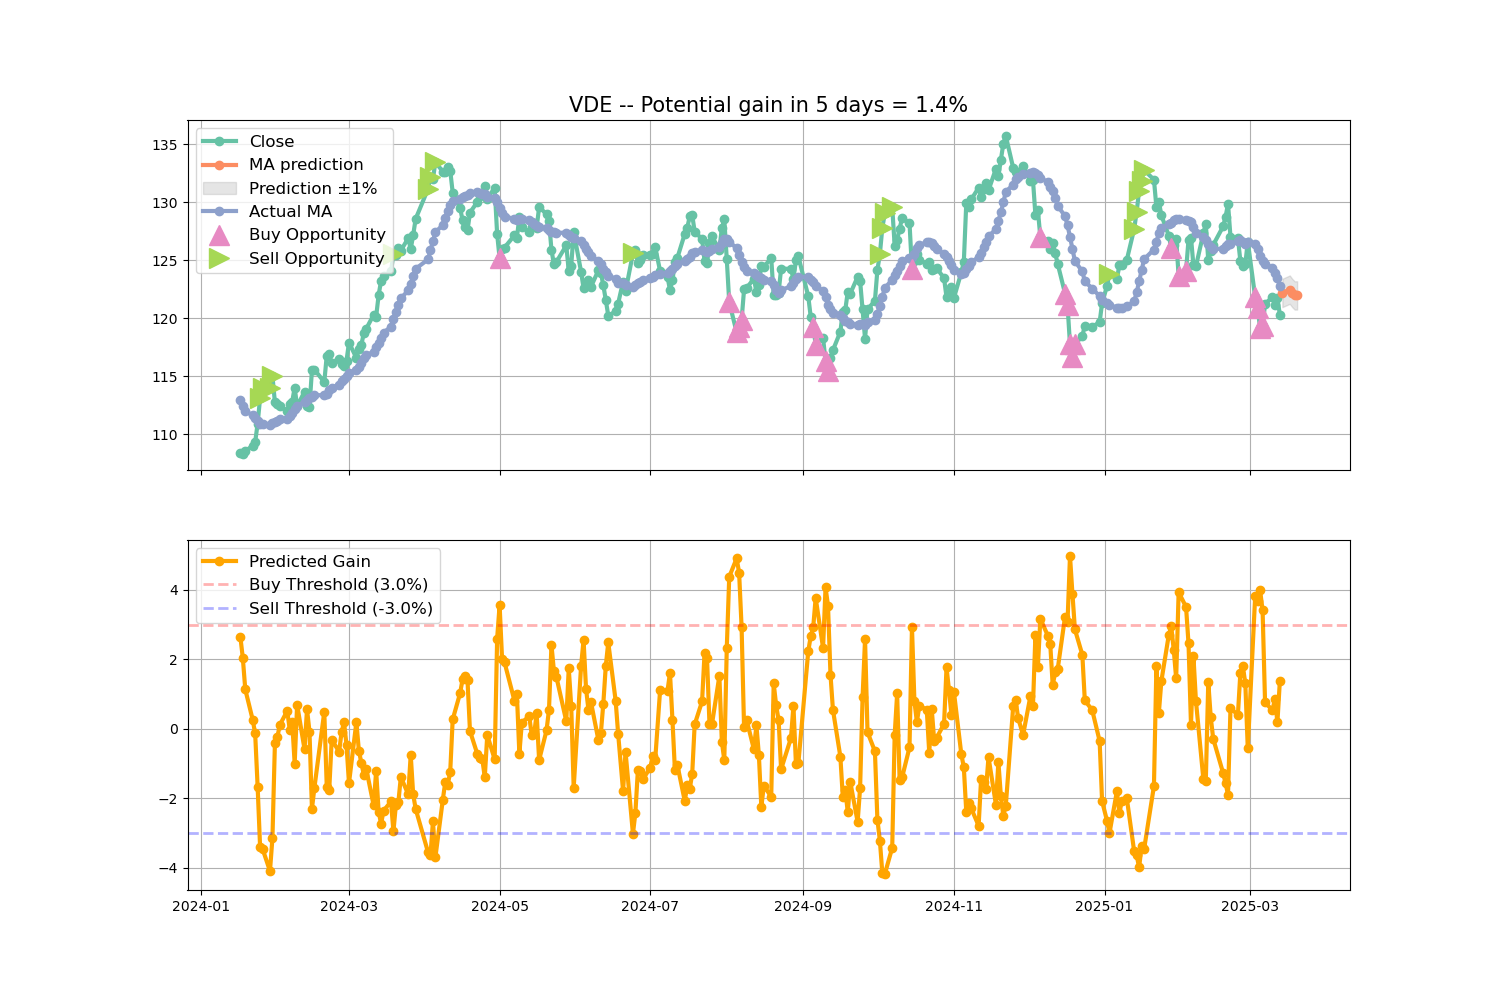 VDE -- Potential gain in 5 days = 1.4%
135
130
125
120
115
110
Close
MA prediction
Prediction ±1%
Actual MA
Buy Opportunity
Sell Opportunity
4
2
0
−2
−4
Predicted Gain
Buy Threshold (3.0%)
Sell Threshold (-3.0%)
2024-01 2024-03 2024-05 2024-07 2024-09 2024-11 2025-01 2025-03